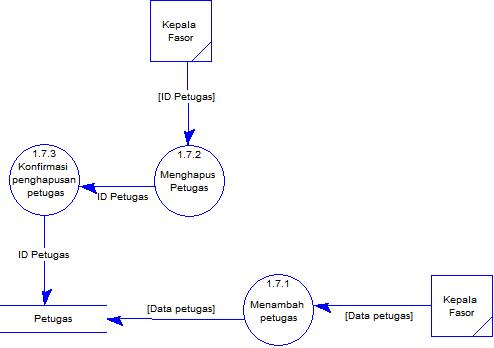 Kepala
Fasor
[ID Petugas]
1.7.3
Konfirmasi
penghapusan
petugas
1.7.2
Menghapus
Petugas
ID Petugas
ID Petugas
1.7.1
Menambah
petugas
Kepala
Fasor
[Data petugas]
[Data petugas]
Petugas